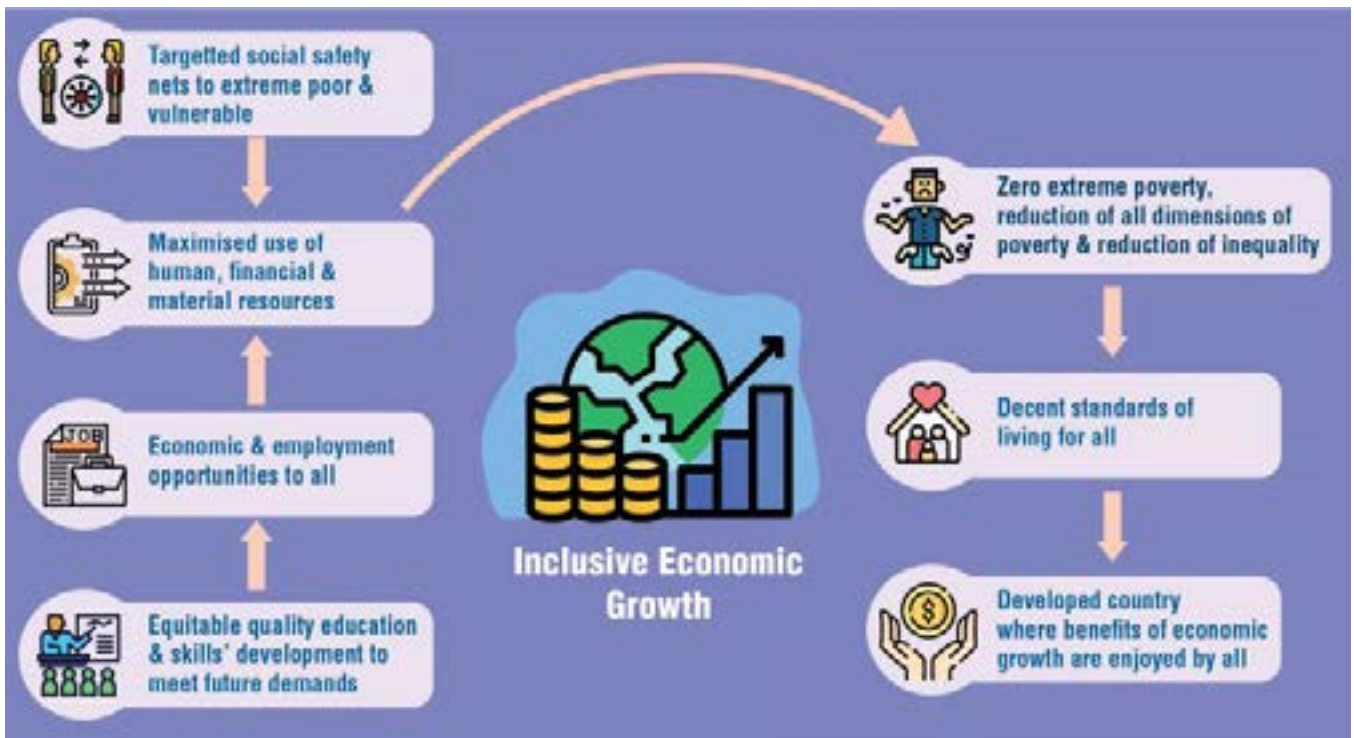 Targetted social safety
nets to extreme poor &
vulnerable
Maximised use of
human, financial &
material resources
JOB
Economic & employment
opportunities to all
Equitable quality education
& skills' development to
meet future demands
Inclusive Economic
Growth
Zero extreme poverty,
reduction of all dimensions of
poverty & reduction of inequality
Decent standards of
living for all
$
Developed country
where benefits of economic
growth are enjoyed by all